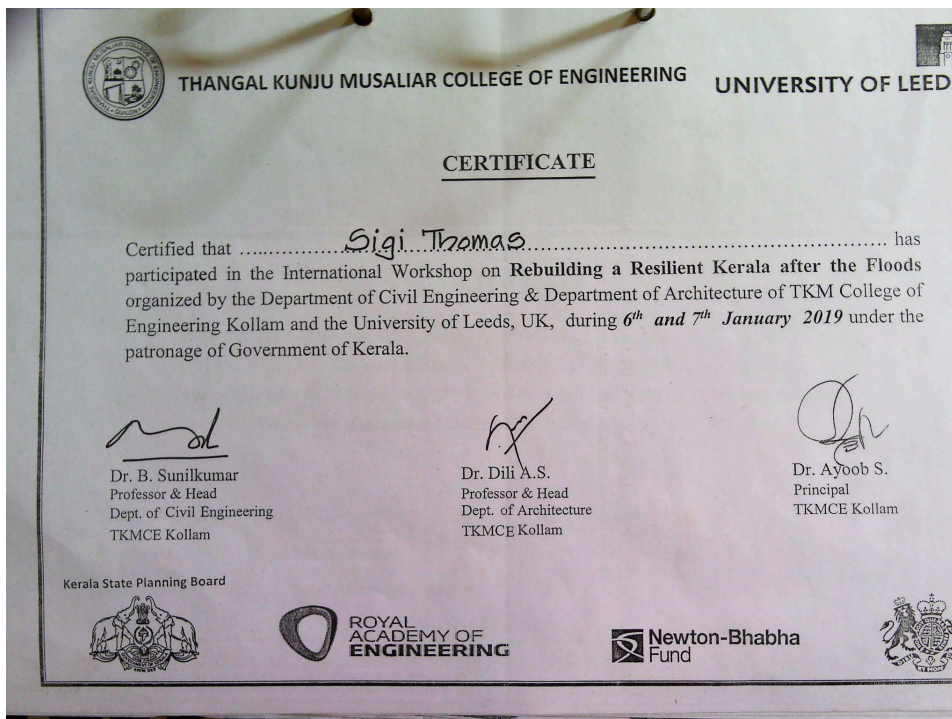 THANGAL KUNJU MUSALIAR COLLEGE OF ENGINEERING
UNIVERSITY OF LEED
CERTIFICATE
Certified that ..................Sigi Thomas.................................................................. has
participated in the International Workshop on Rebuilding a Resilient Kerala after the Floods
organized by the Department of Civil Engineering & Department of Architecture of TKM College of
Engineering Kollam and the University of Leeds, UK, during 6th and 7th January 2019 under the
patronage of Government of Kerala.
Dr. B. Sunilkumar
Professor & Head
Dept. of Civil Engineering
TKMCE Kollam
Dr. Dili A.S.
Professor & Head
Dept. of Architecture
TKMCE Kollam
Dr. Ayoob S.
Principal
TKMCE Kollam
Kerala State Planning Board
ROYAL
ACADEMY OF
ENGINEERING
Newton-Bhabha
Fund